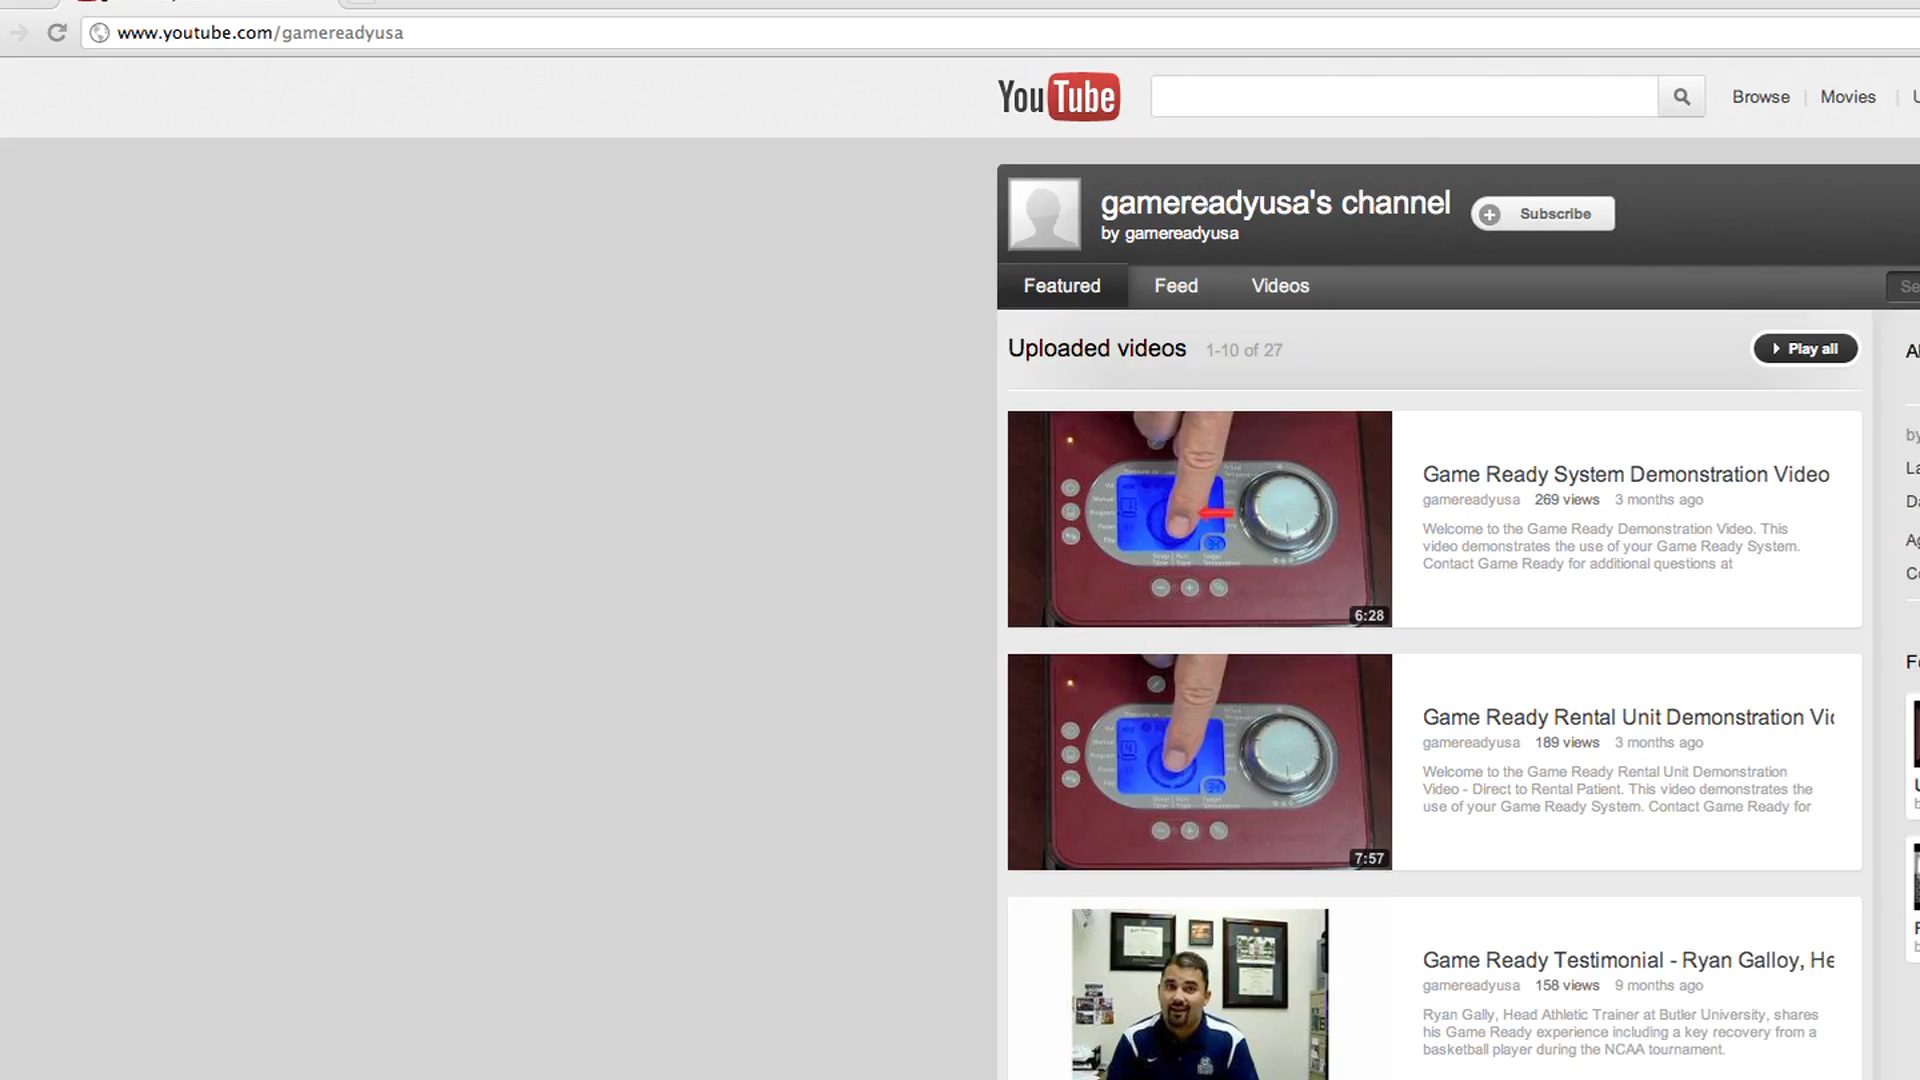 www.youtube.com/gamereadyusa
YouTube
Browse
Movies
gamereadyusa's channel
Subscribe
by gamereadyusa
Featured
Feed
Videos
Uploaded videos 1-10 of 27
Play all
Game Ready System Demonstration Video
gamereadyusa 269 views 3 months ago
Welcome to the Game Ready Demonstration Video. This
video demonstrates the use of your Game Ready System.
Contact Game Ready for additional questions at
6:28
Game Ready Rental Unit Demonstration
gamereadyusa 189 views 3 months ago
Welcome to the Game Ready Rental Unit Demonstration
Video - Direct to Rental Patient. This video demonstrates the
use of your Game Ready System. Contact Game Ready for
7:57
Game Ready Testimonial - Ryan Galloy,
gamereadyusa 158 views 9 months ago
Ryan Gally, Head Athletic Trainer at Butler University, shares
his Game Ready experience including a key recovery from a
basketball player during the NCAA tournament.